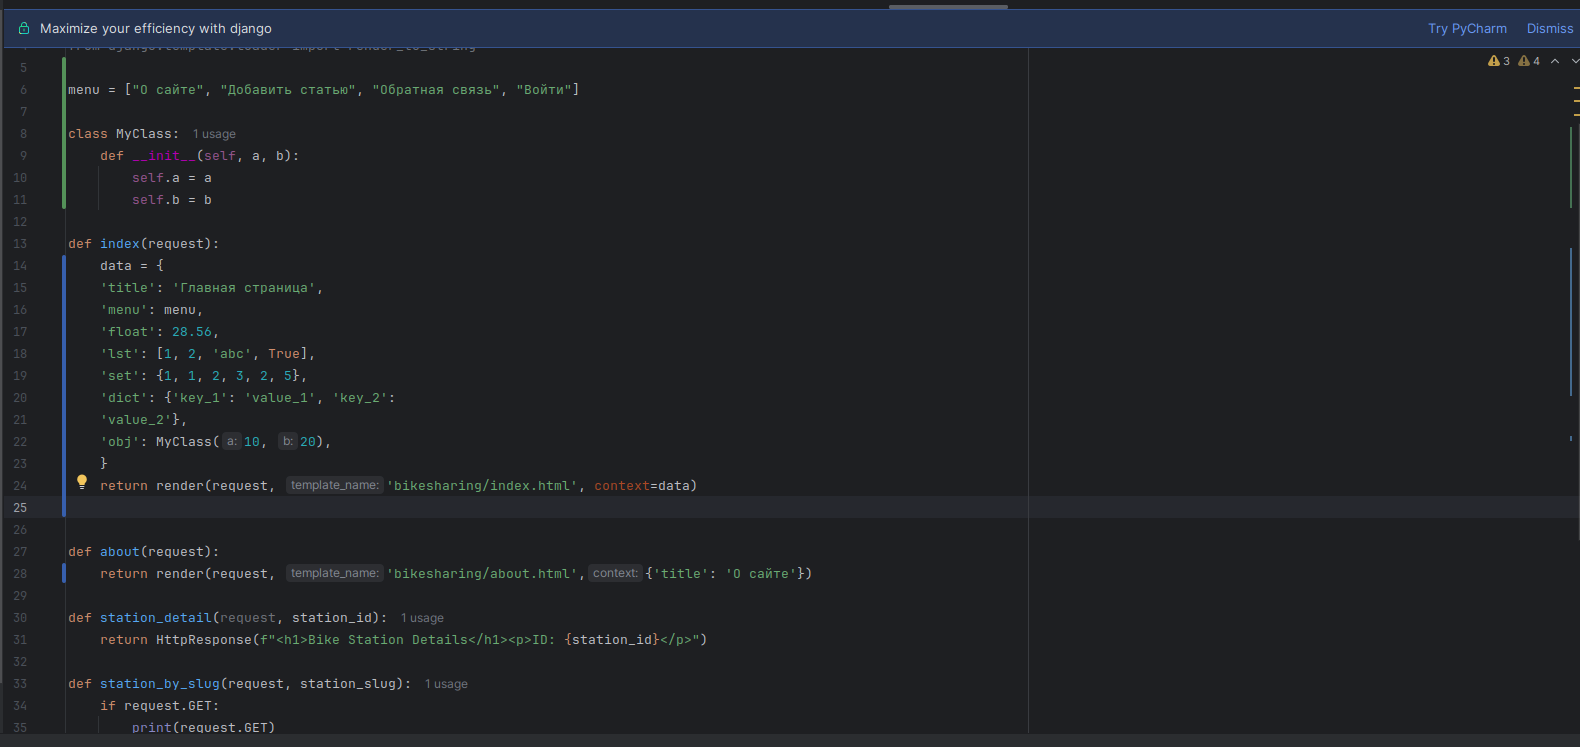 Maximize your efficiency with django Try PyCharm Dismiss
3 4
5
6 menu = ["О сайте", "Добавить статью", "Обратная связь", "Войти"]
7
8 class MyClass: 1 usage
9 def __init__(self, a, b):
10 self.a = a
11 self.b = b
12
13 def index(request):
14 data = {
15 'title': 'Главная страница',
16 'menu': menu,
17 'float': 28.56,
18 'lst': [1, 2, 'abc', True],
19 'set': {1, 1, 2, 3, 2, 5},
20 'dict': {'key_1': 'value_1', 'key_2':
21 'value_2'},
22 'obj': MyClass( a: 10, b: 20),
23 }
24 return render(request, template_name: 'bikesharing/index.html', context=data)
25
26
27 def about(request):
28 return render(request, template_name: 'bikesharing/about.html', context: {'title': 'О сайте'})
29
30 def station_detail(request, station_id): 1 usage
31 return HttpResponse(f"<h1>Bike Station Details</h1><p>ID: {station_id}</p>")
32
33 def station_by_slug(request, station_slug): 1 usage
34 if request.GET:
35 print(request.GET)